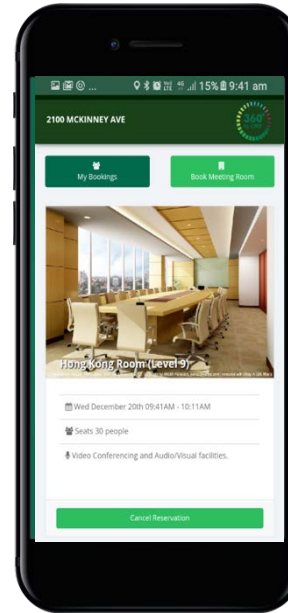 15% 9:41 am
2100 MCKINNEY AVE
360°
My Bookings
Book Meeting Room
Hong Kong Room (Level 9)
Wed December 20th 09:41AM - 10:11AM
Seats 30 people
Video Conferencing and Audio/Visual facilities.
Cancel Reservation